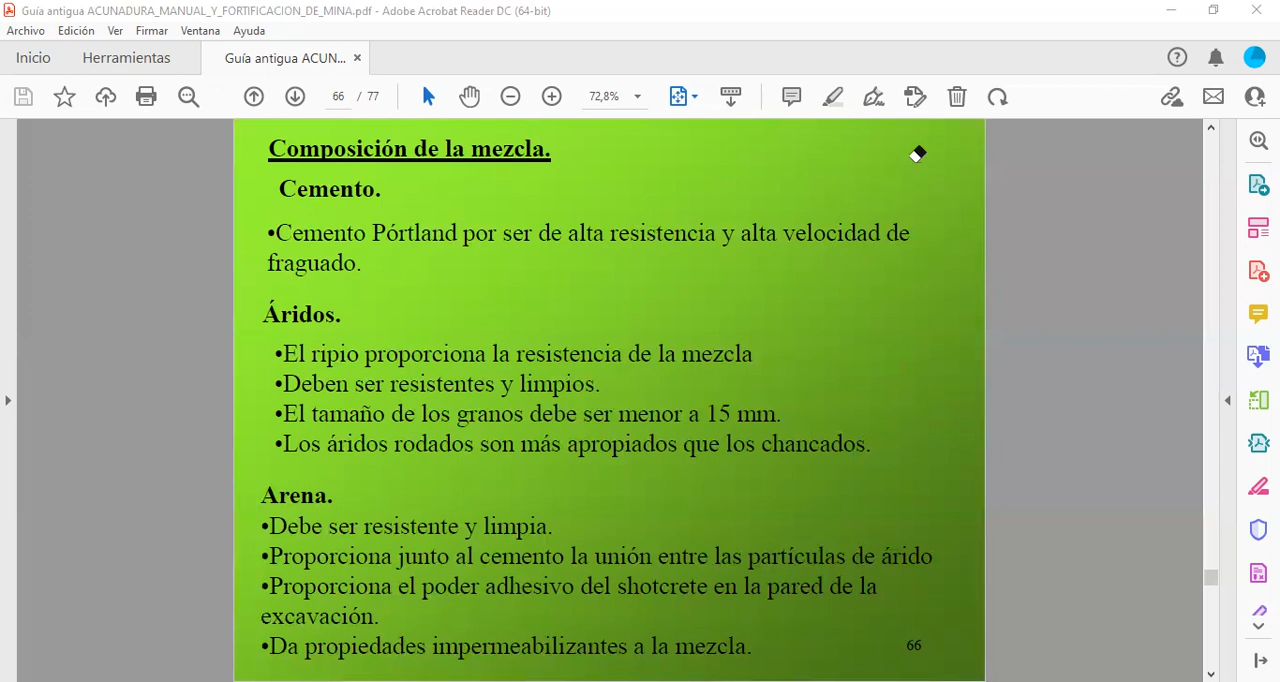 Guía antigua ACUNADURA_MANUAL_Y_FORTIFICACION_DE_MINA.pdf - Adobe Acrobat Reader DC (64-bit)
Archivo Edición Ver Firmar Ventana Ayuda
Inicio Herramientas Guía antigua ACUN... ×
66 / 77 72,8%
Composición de la mezcla.
Cemento.
•Cemento Pórtland por ser de alta resistencia y alta velocidad de
fraguado.
Áridos.
•El ripio proporciona la resistencia de la mezcla
•Deben ser resistentes y limpios.
•El tamaño de los granos debe ser menor a 15 mm.
•Los áridos rodados son más apropiados que los chancados.
Arena.
•Debe ser resistente y limpia.
•Proporciona junto al cemento la unión entre las partículas de árido
•Proporciona el poder adhesivo del shotcrete en la pared de la
excavación.
•Da propiedades impermeabilizantes a la mezcla.
66